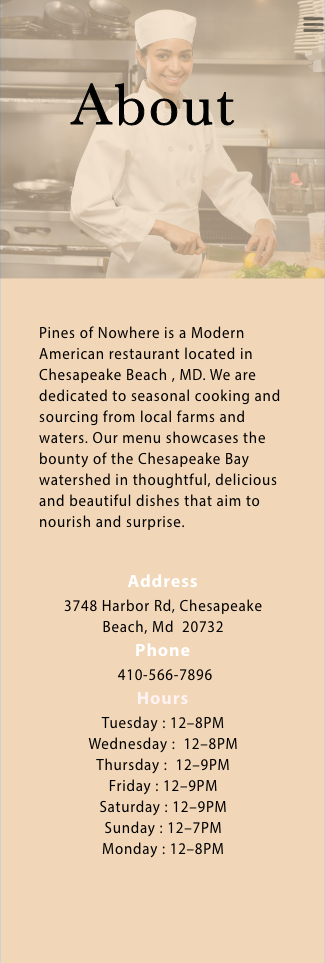 About
Pines of Nowhere is a Modern
American restaurant located in
Chesapeake Beach , MD. We are
dedicated to seasonal cooking and
sourcing from local farms and
waters. Our menu showcases the
bounty of the Chesapeake Bay
watershed in thoughtful, delicious
and beautiful dishes that aim to
nourish and surprise.
Address
3748 Harbor Rd, Chesapeake
Beach, Md  20732
Phone
410-566-7896
Hours
Tuesday : 12–8PM
Wednesday :  12–8PM
Thursday :  12–9PM
Friday : 12–9PM
Saturday : 12–9PM
Sunday : 12–7PM
Monday : 12–8PM